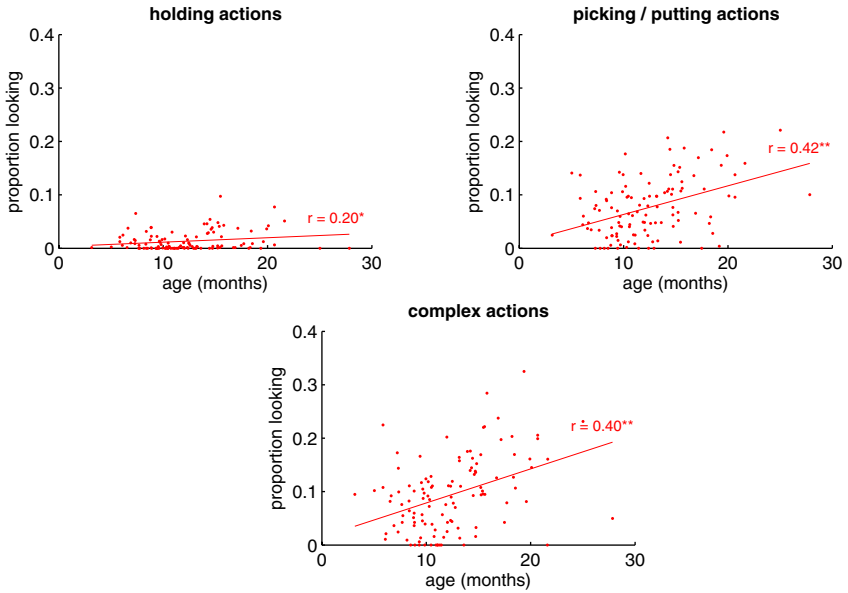 holding actions
0.4
0.3
0.2
0.1
0
proportion looking
r = 0.20*
0
10
20
30
age (months)
picking / putting actions
0.4
0.3
0.2
0.1
0
proportion looking
r = 0.42**
0
10
20
30
age (months)
complex actions
0.4
0.3
0.2
0.1
0
proportion looking
r = 0.40**
0
10
20
30
age (months)